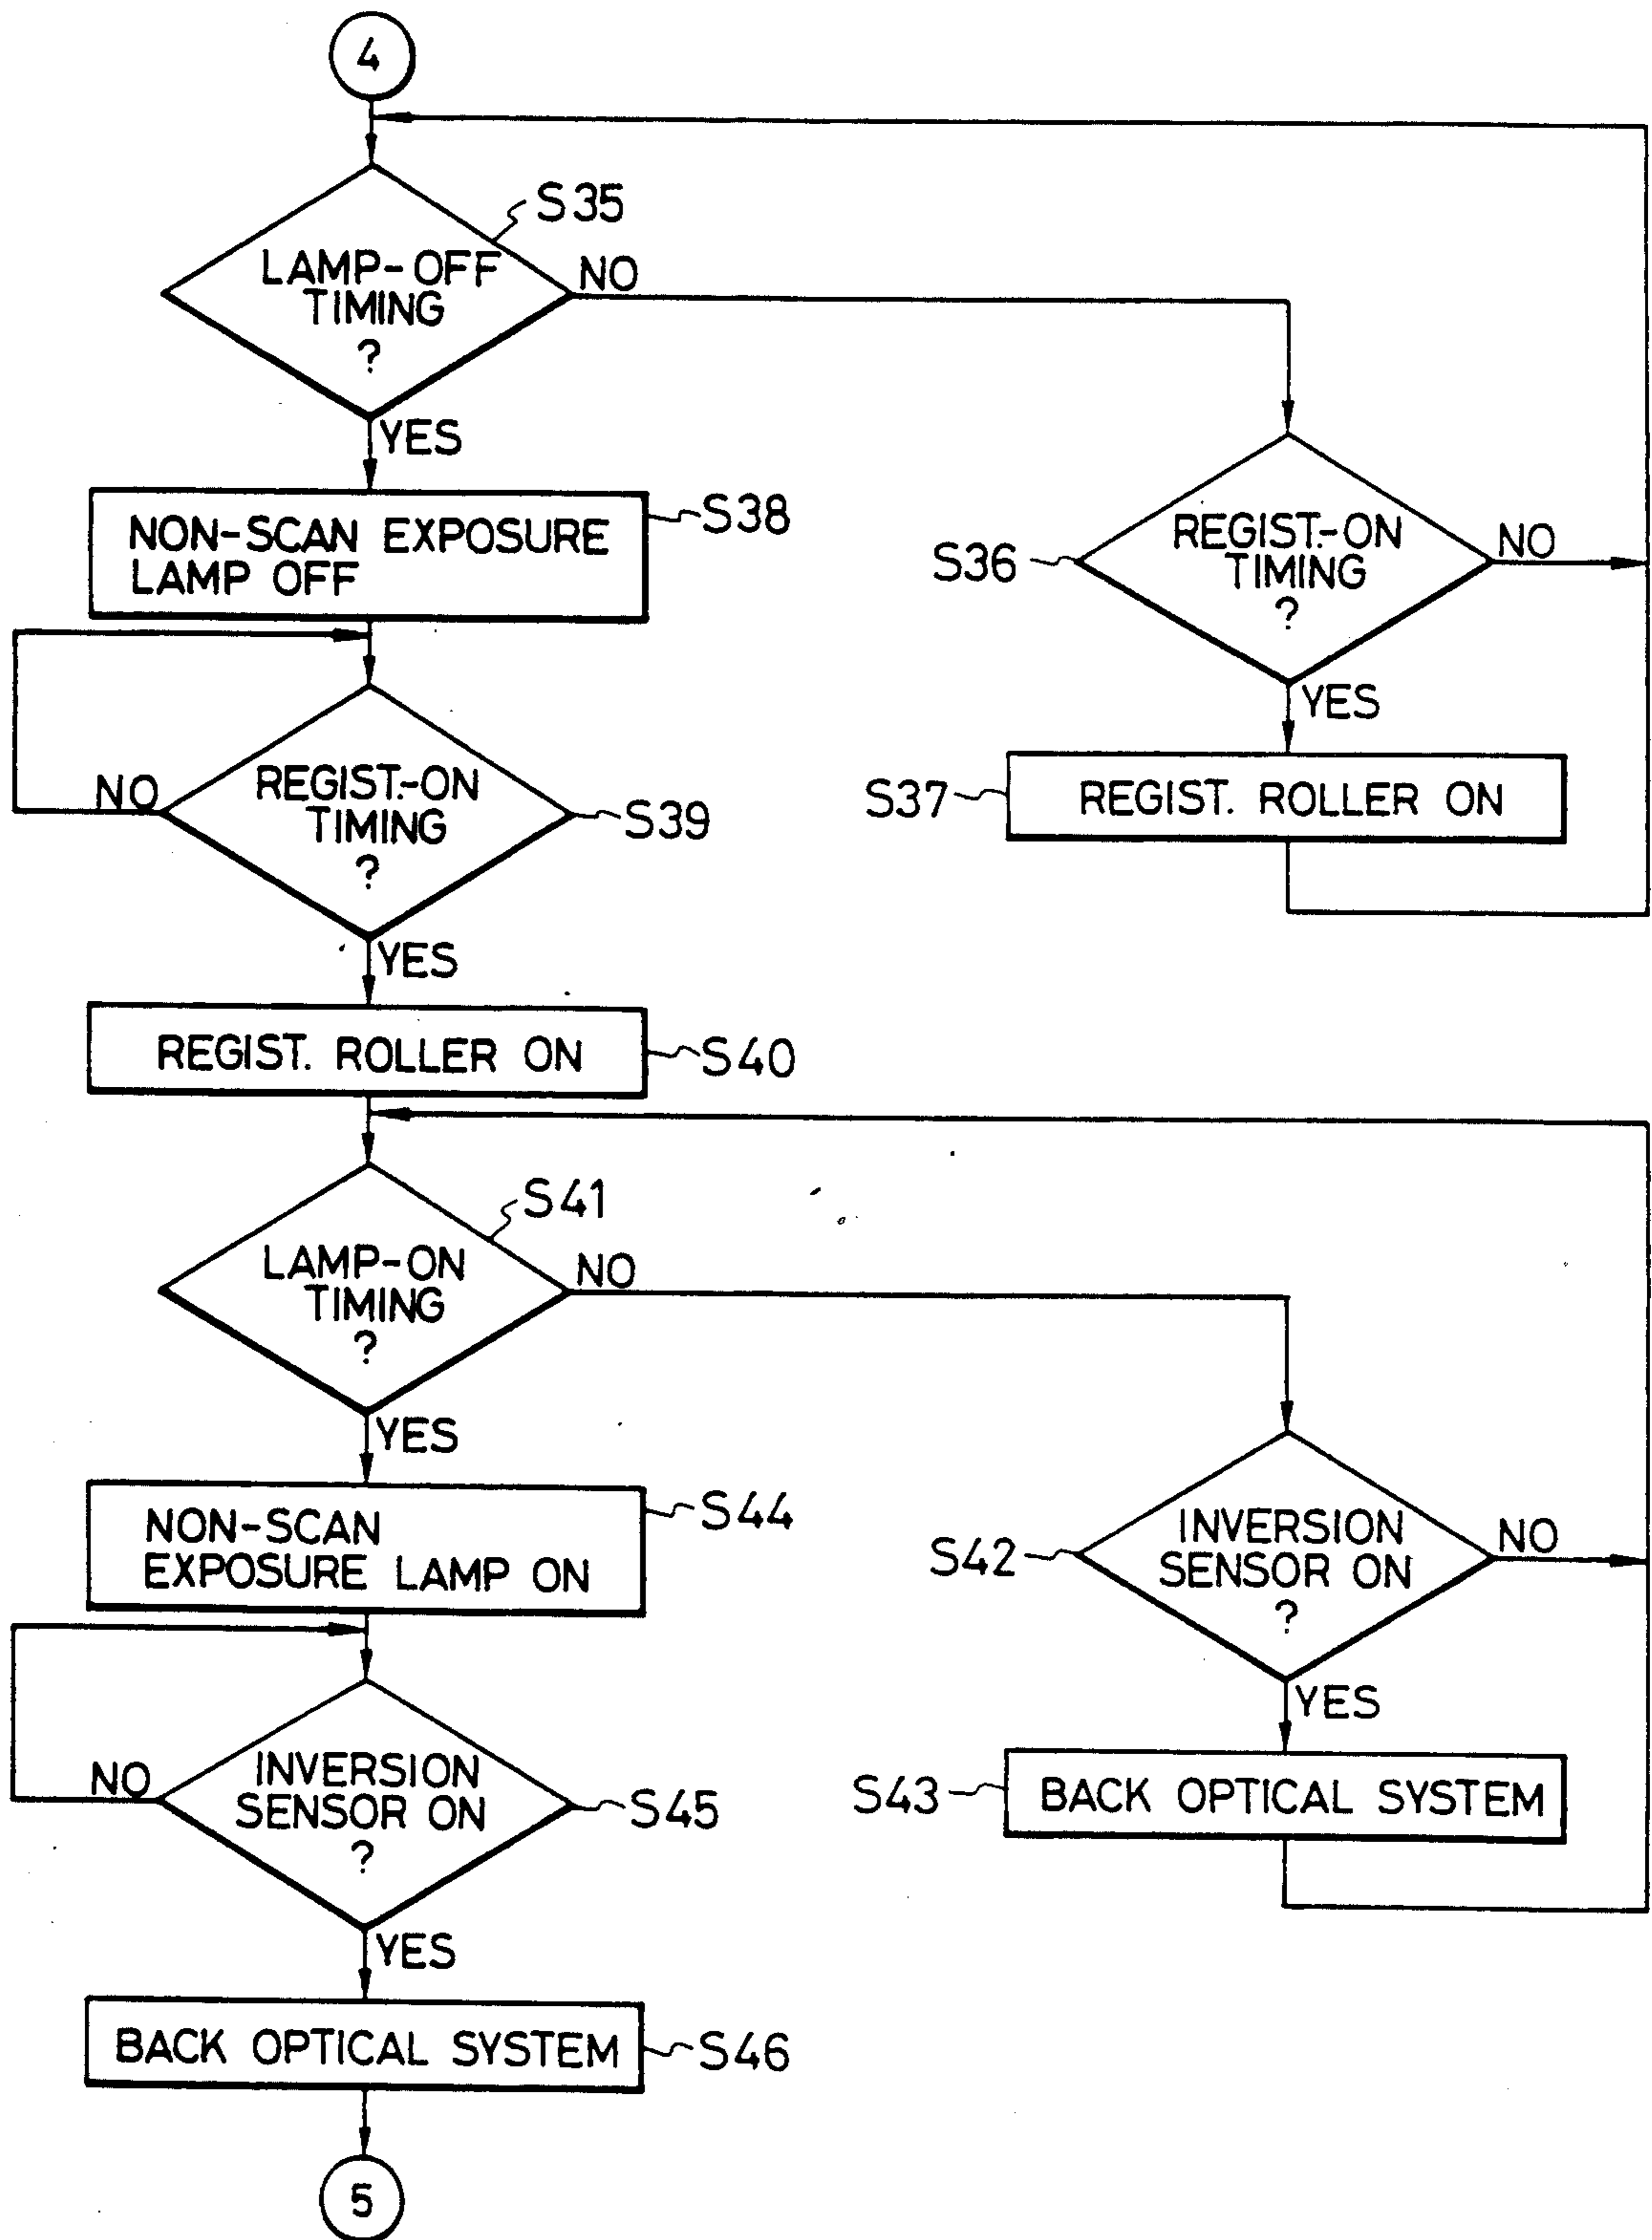 4
S35
LAMP-OFF
TIMING
?
NO
YES
S38
NON-SCAN EXPOSURE
LAMP OFF
S36
REGIST.-ON
TIMING
?
NO
YES
S37
REGIST. ROLLER ON
NO
REGIST.-ON
TIMING
?
S39
YES
REGIST. ROLLER ON
S40
S41
LAMP-ON
TIMING
?
NO
YES
S44
NON-SCAN
EXPOSURE LAMP ON
S42
INVERSION
SENSOR ON
?
NO
YES
S43
BACK OPTICAL SYSTEM
NO
INVERSION
SENSOR ON
?
S45
YES
BACK OPTICAL SYSTEM
S46
5